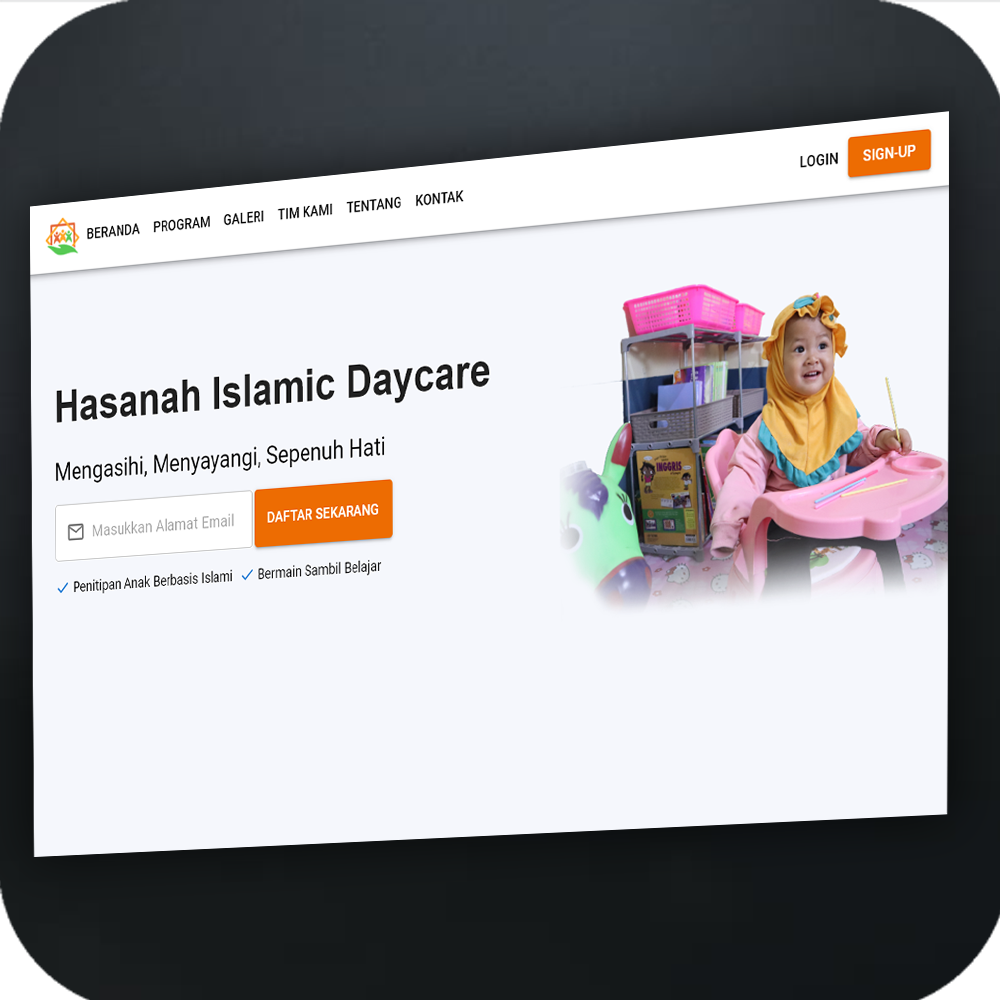 BERANDA PROGRAM GALERI TIM KAMI TENTANG KONTAK LOGIN SIGN-UP
Hasanah Islamic Daycare
Mengasihi, Menyayangi, Sepenuh Hati
Masukkan Alamat Email DAFTAR SEKARANG
Penitipan Anak Berbasis Islami Bermain Sambil Belajar
INGGRIS